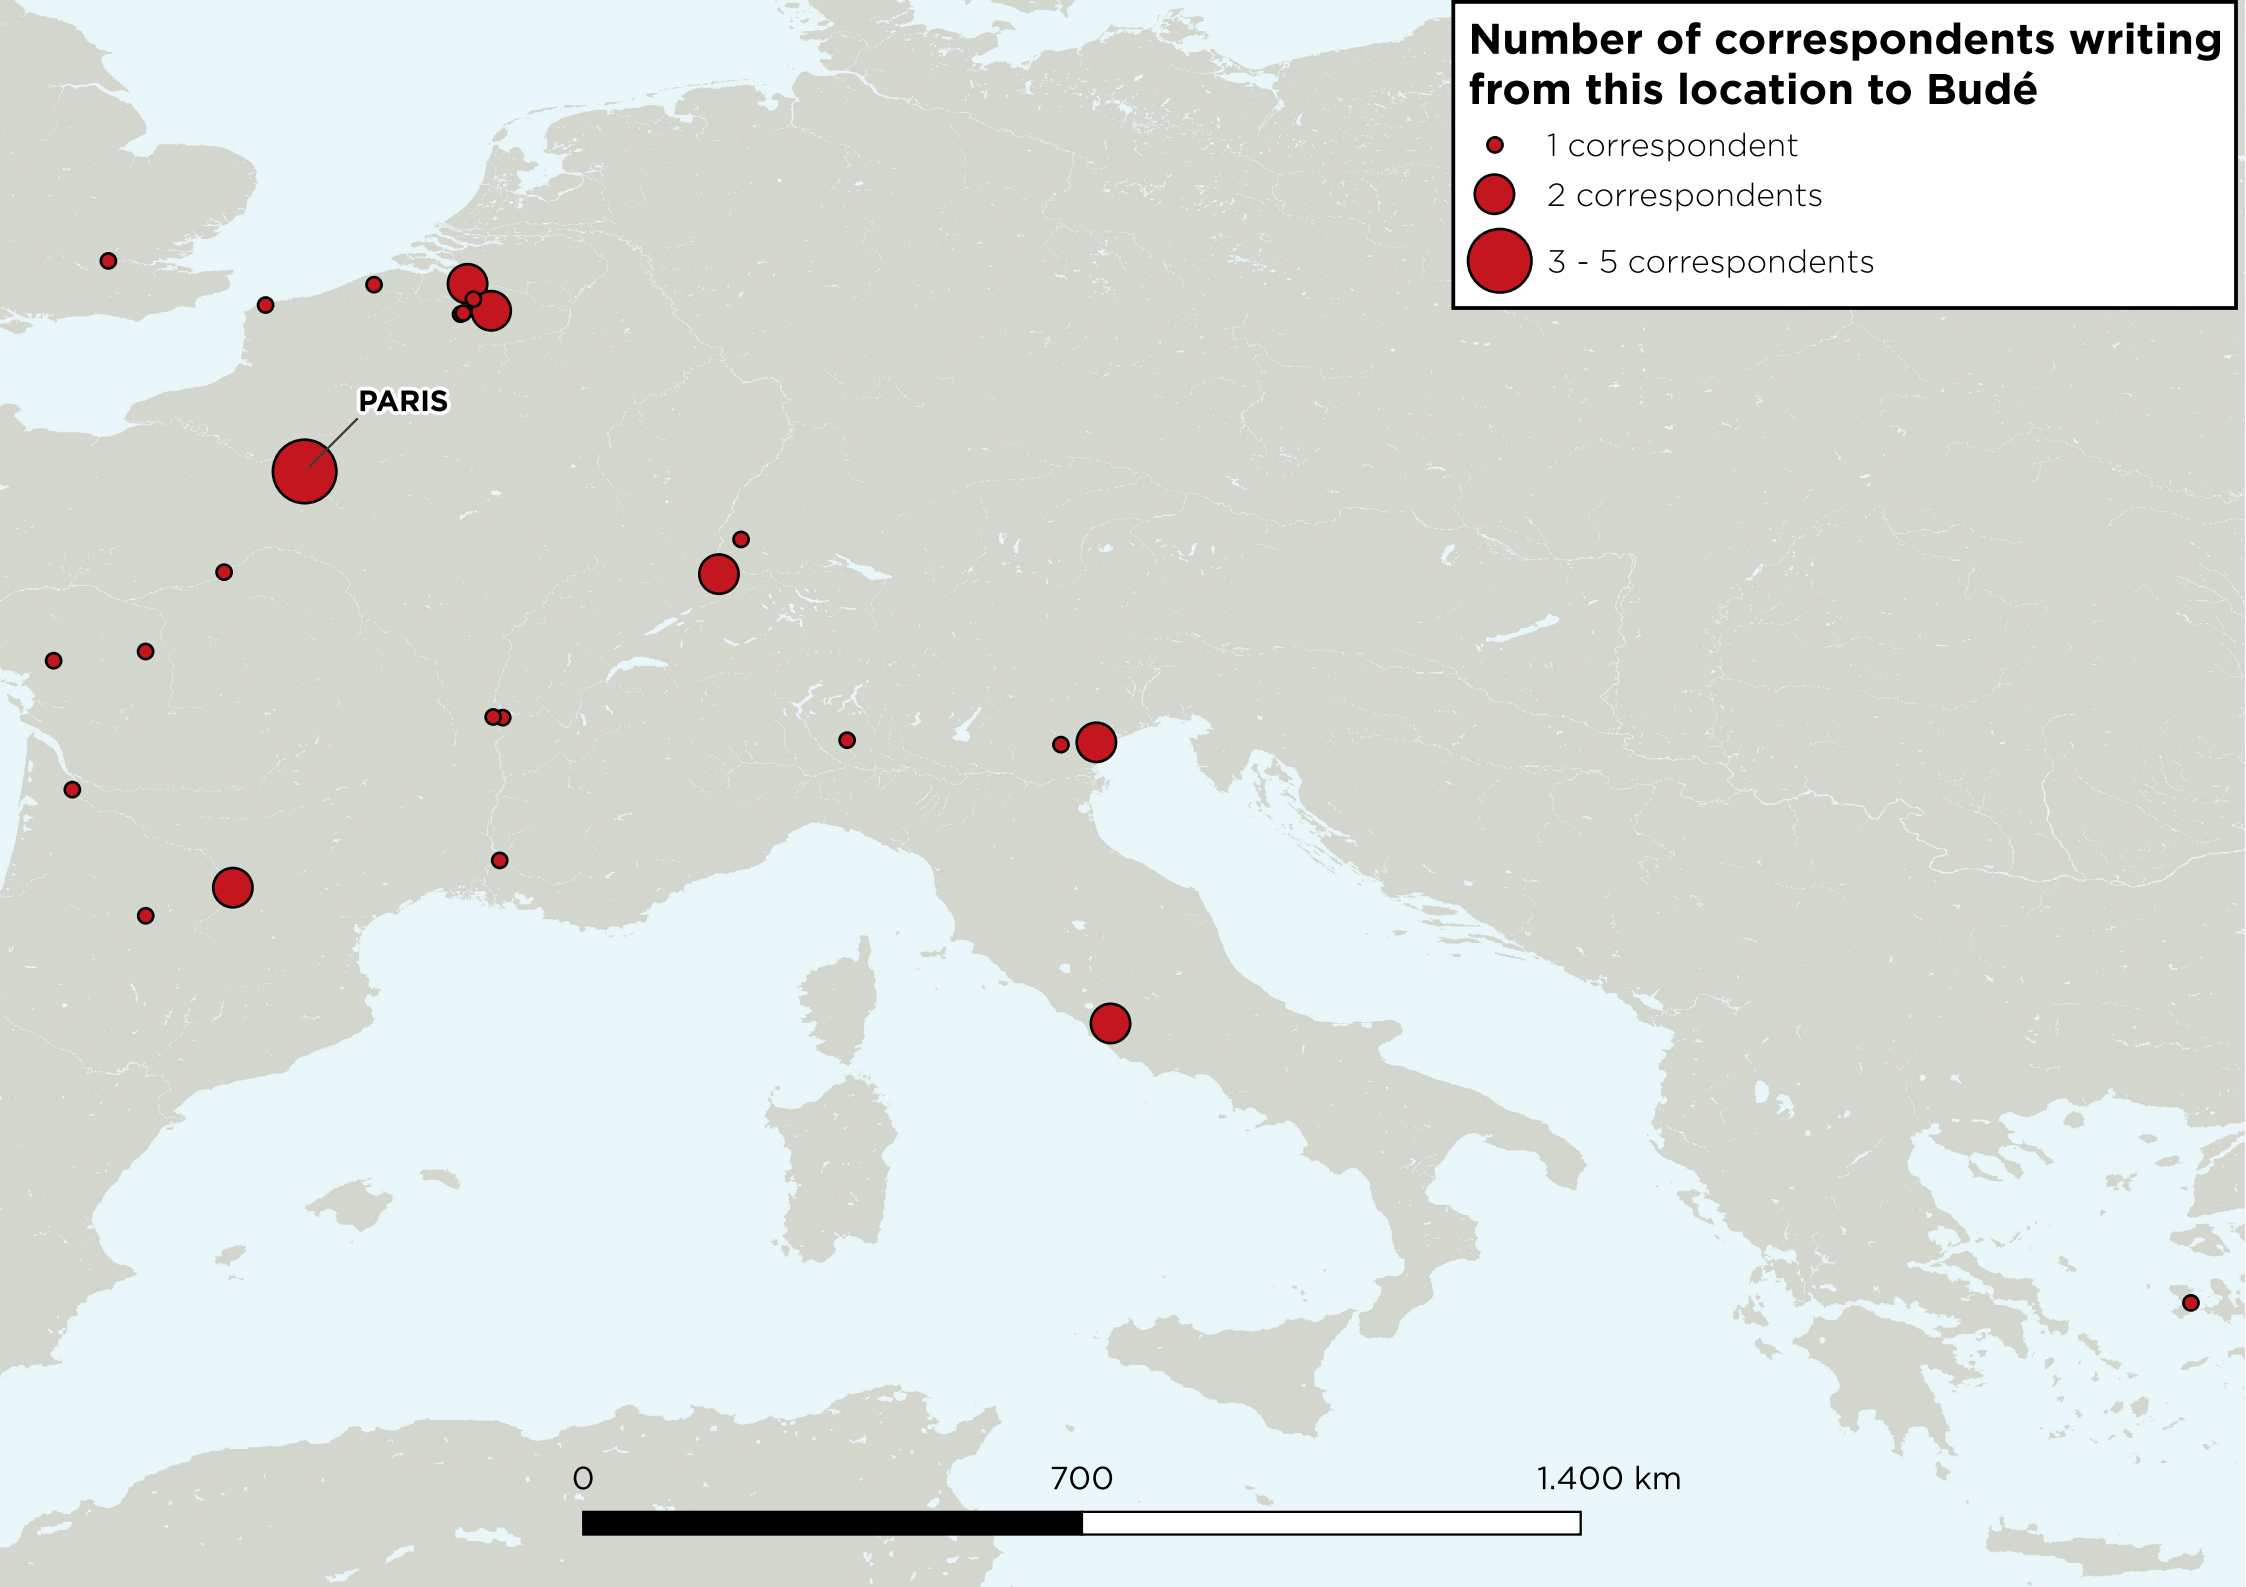 Number of correspondents writing
from this location to Budé
1 correspondent
2 correspondents
3 - 5 correspondents
PARIS
0 700 1.400 km